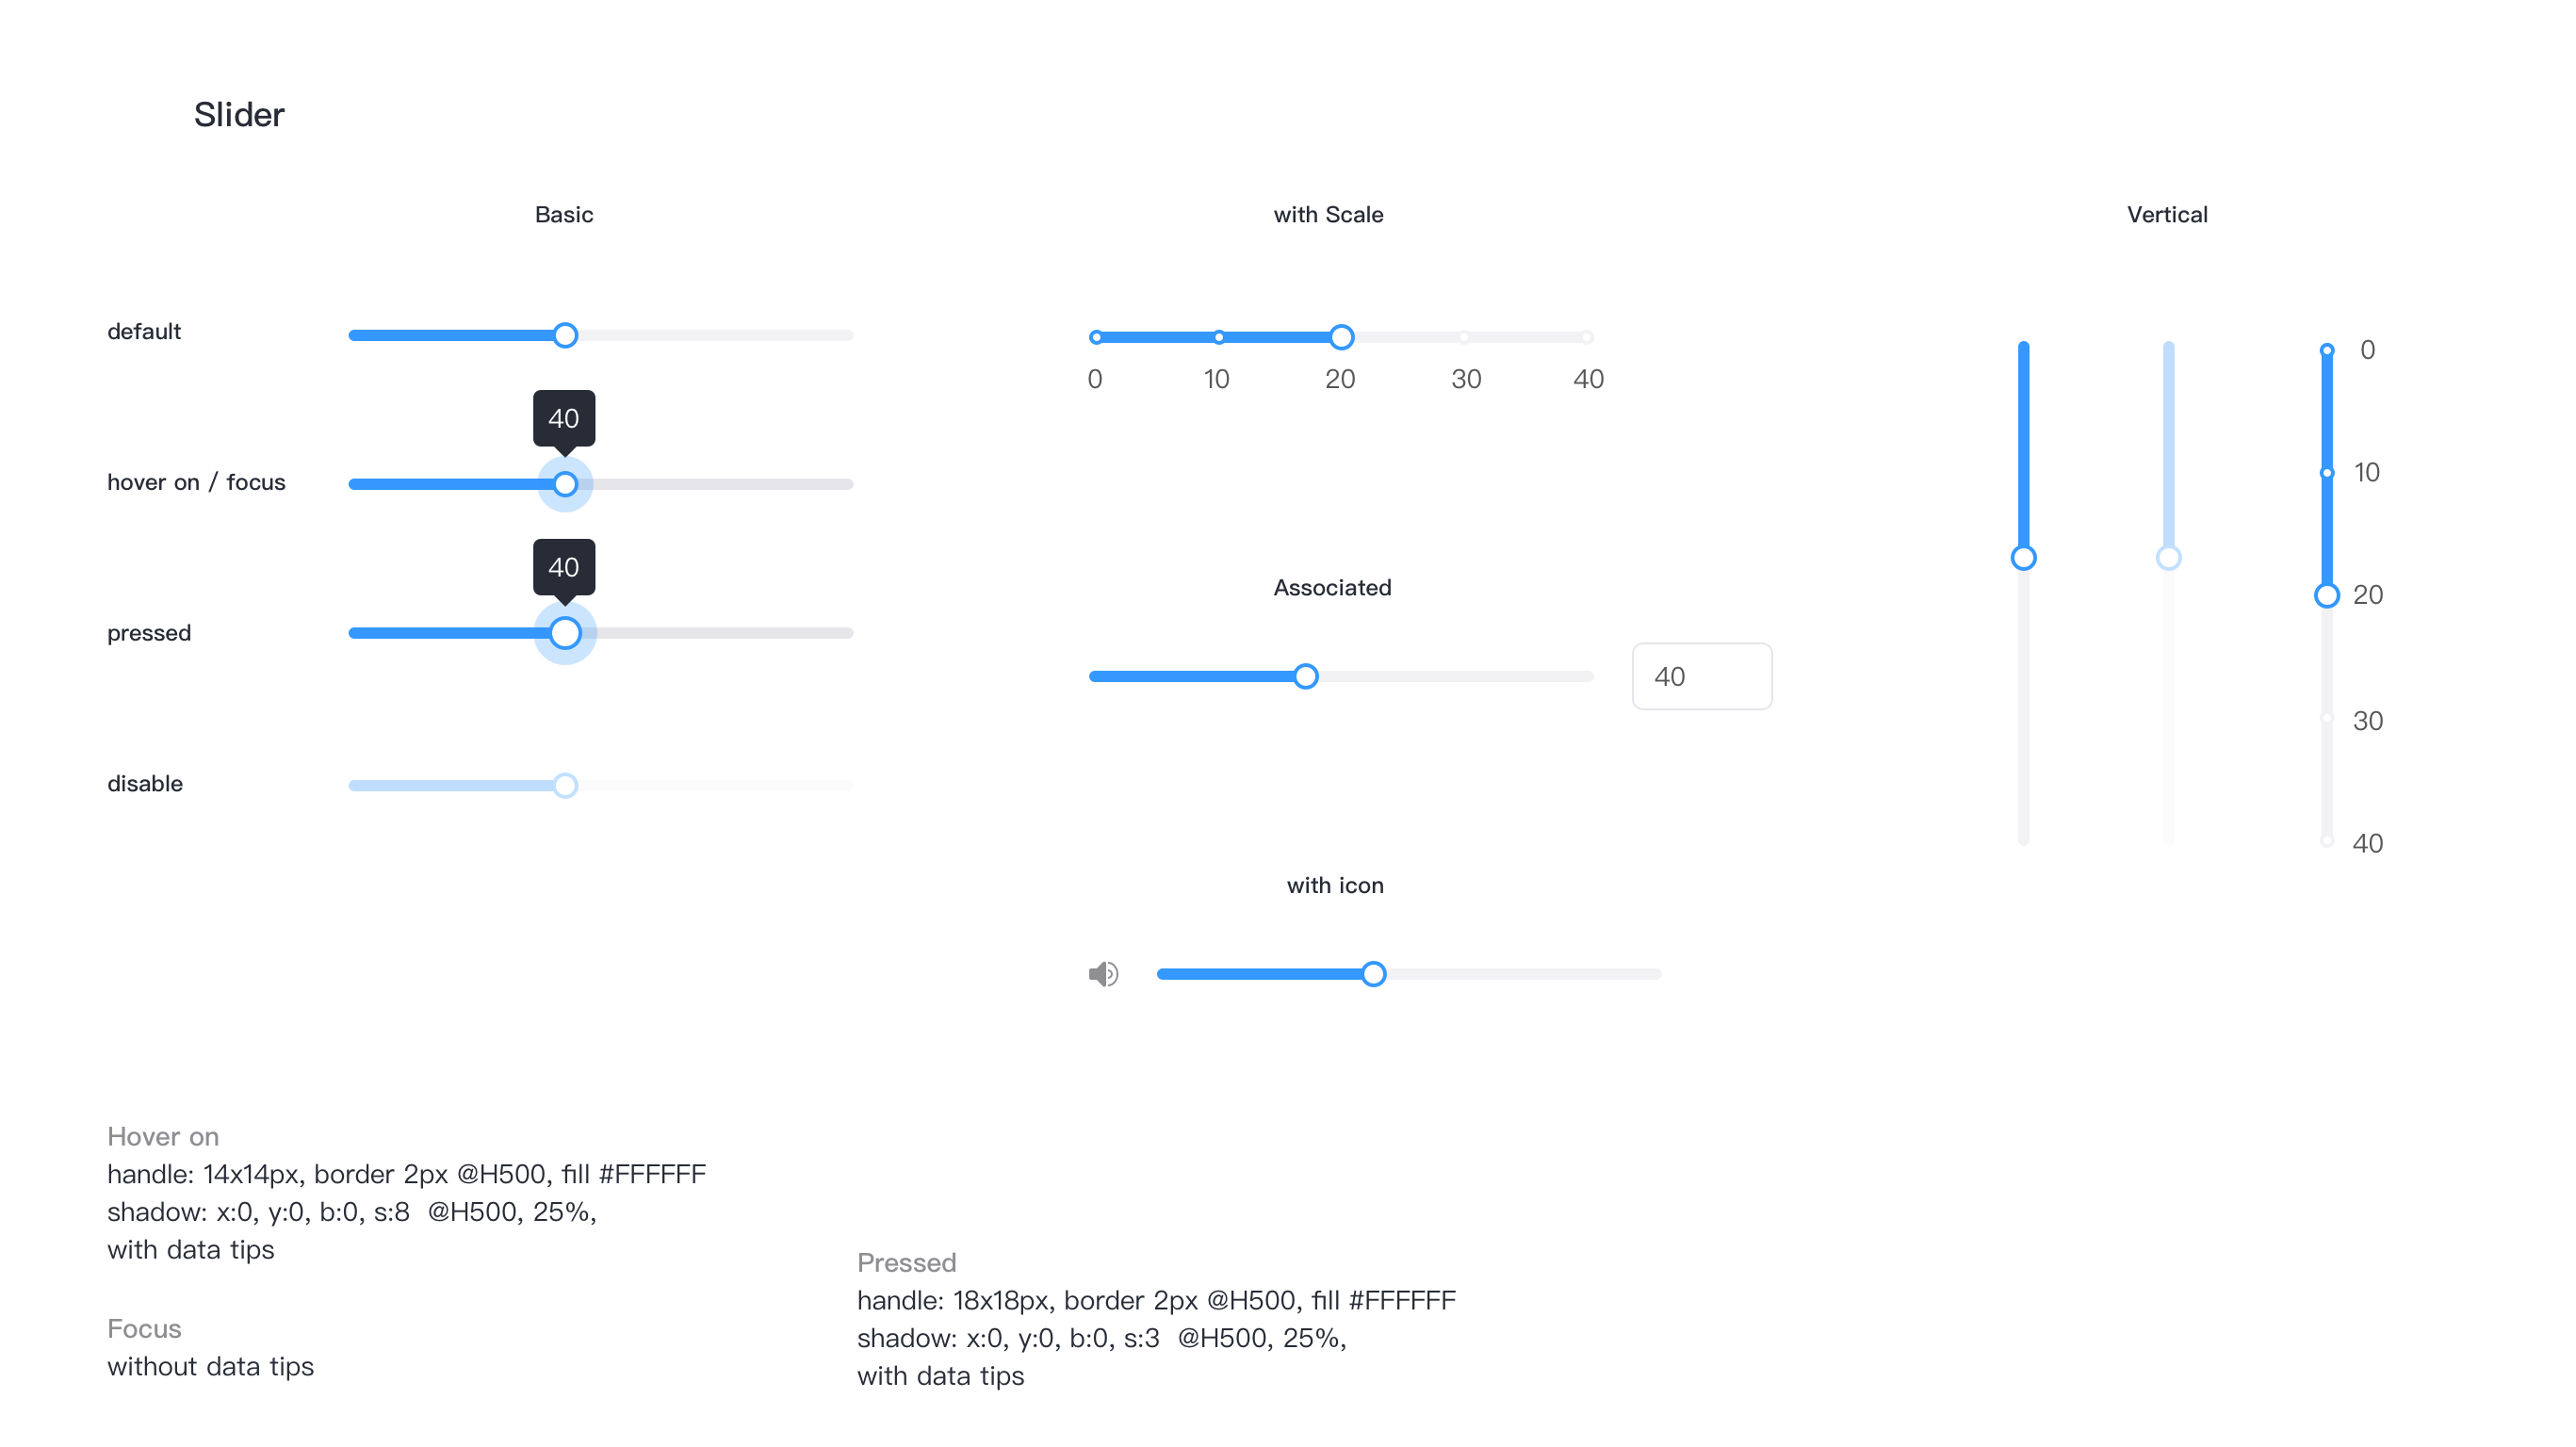 Slider
Basic
default
40
hover on / focus
40
pressed
disable
with Scale
0 10 20 30 40
Associated
40
with icon
Vertical
0
10
20
30
40
Hover on
handle: 14x14px, border 2px @H500, fill #FFFFFF
shadow: x:0, y:0, b:0, s:8  @H500, 25%,
with data tips
Focus
without data tips
Pressed
handle: 18x18px, border 2px @H500, fill #FFFFFF
shadow: x:0, y:0, b:0, s:3  @H500, 25%,
with data tips